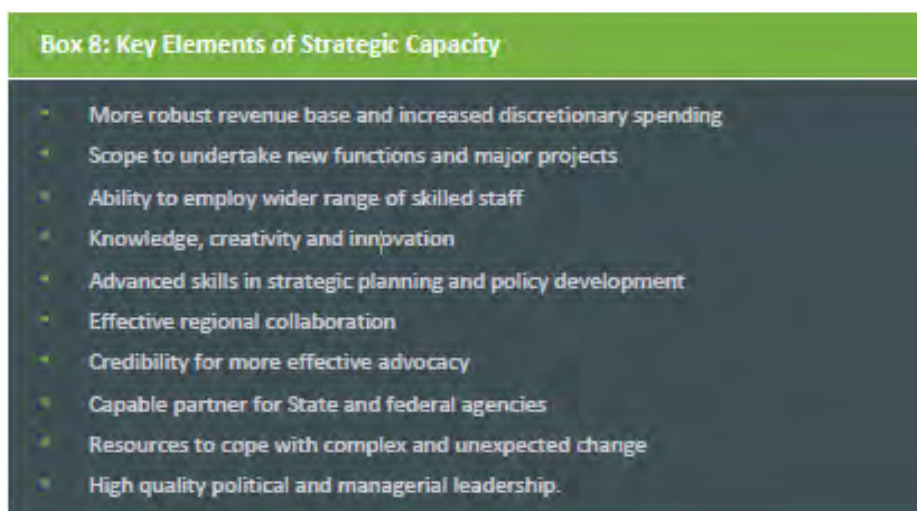 Box 8: Key Elements of Strategic Capacity
• More robust revenue base and increased discretionary spending
• Scope to undertake new functions and major projects
• Ability to employ wider range of skilled staff
• Knowledge, creativity and innovation
• Advanced skills in strategic planning and policy development
• Effective regional collaboration
• Credibility for more effective advocacy
• Capable partner for State and federal agencies
• Resources to cope with complex and unexpected change
• High quality political and managerial leadership.